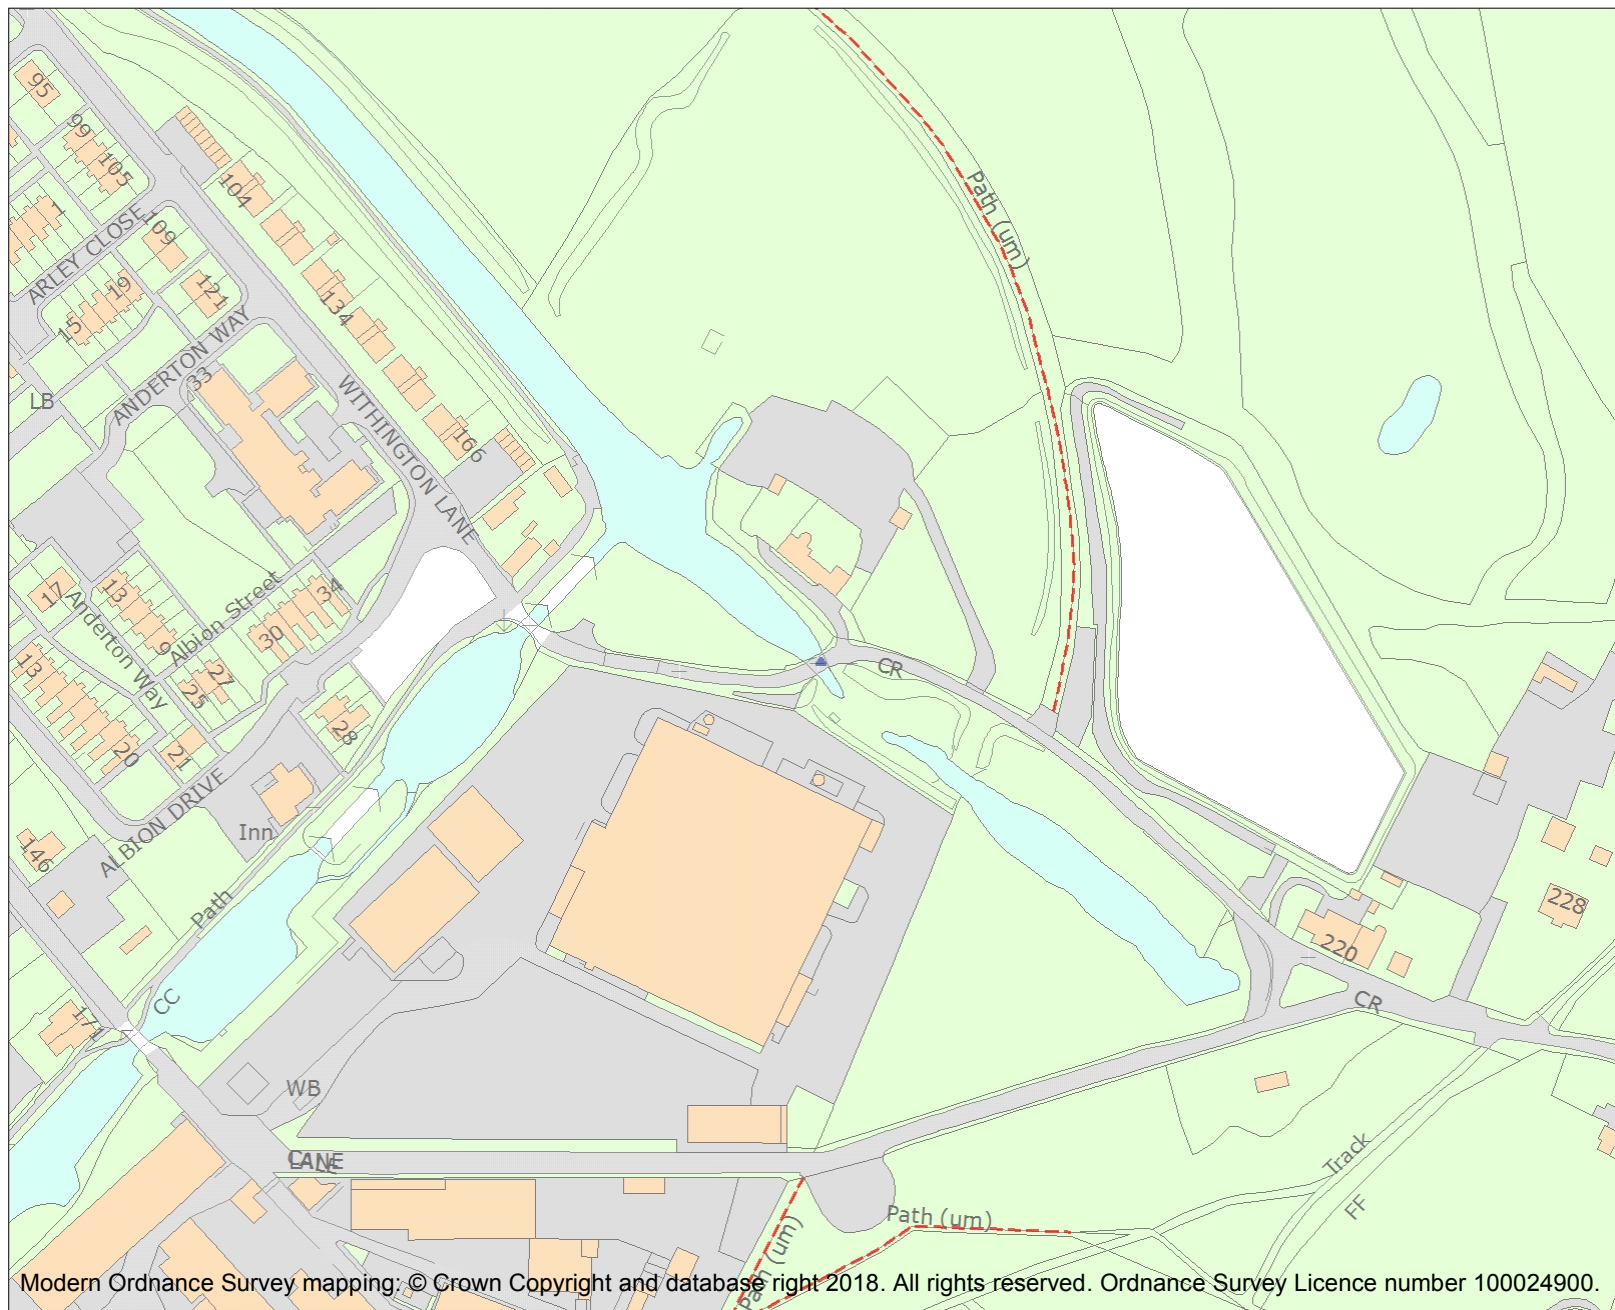 95
99
105
104
1
ARLEY CLOSE
109
Path (um)
19
121
134
15
ANDERTON WAY
33
LB
WITHINGTON LANE
166
17
13
Anderton Way
Albion Street
34
30
9
CR
13
27
25
28
20
21
ALBION DRIVE
Inn
146
Path
228
220
CC
CR
171
WB
LANE
Track
FF
Path (um)
Path (um)
Modern Ordnance Survey mapping: © Crown Copyright and database right 2018. All rights reserved. Ordnance Survey Licence number 100024900.